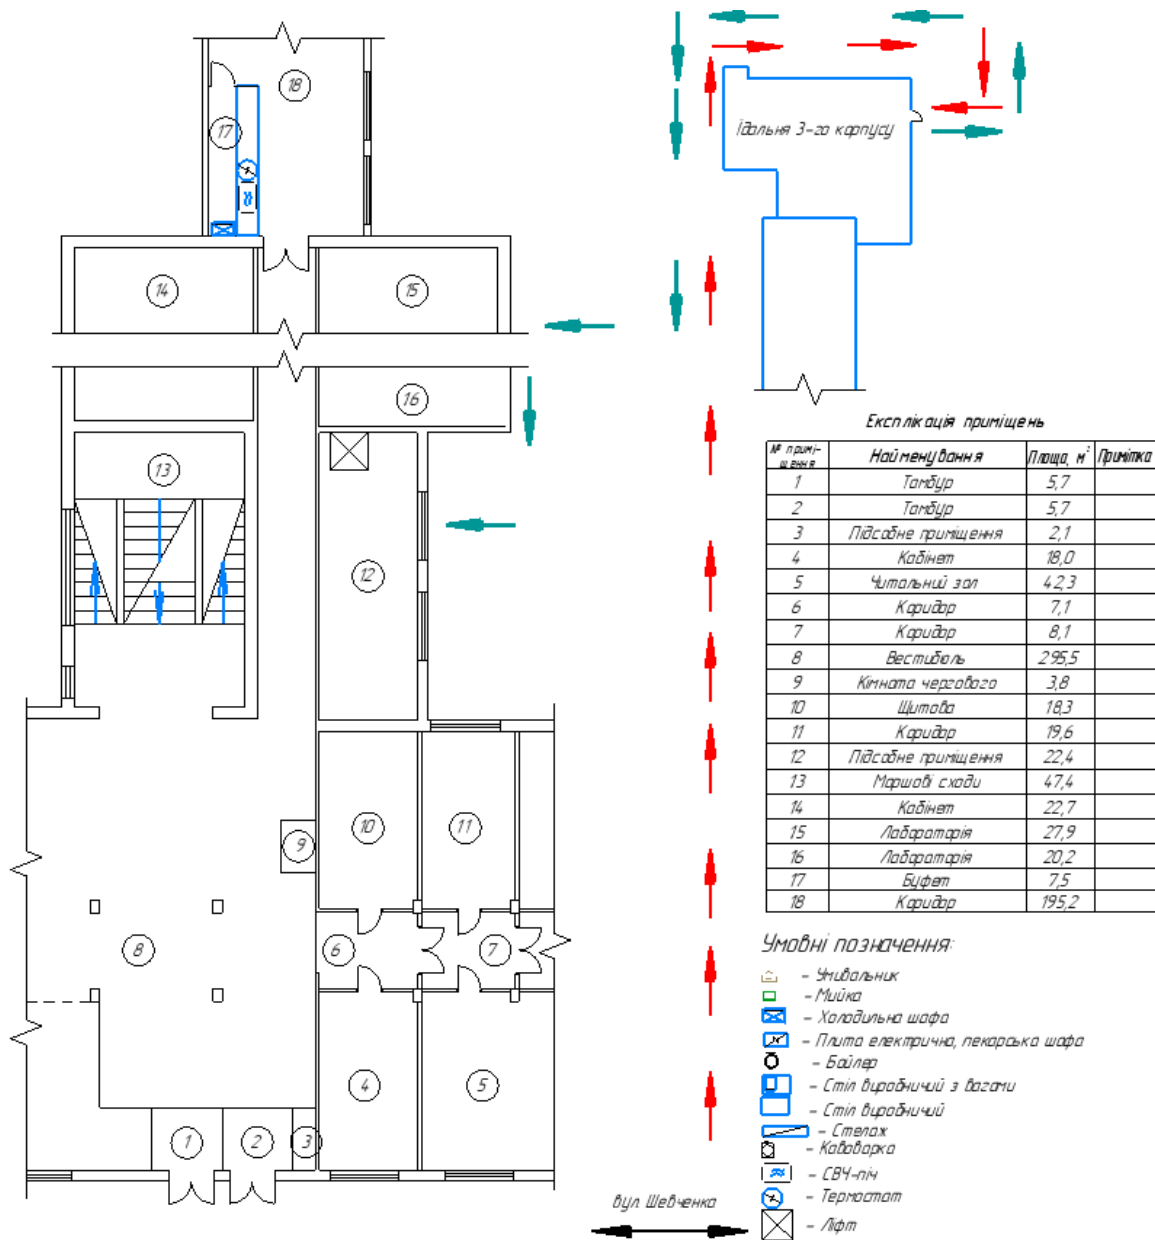 18
17
Їдальня 3-го корпусу
14
15
16
13
12
10
11
9
8
6
7
4
5
1
2
3
Експлікація приміщень
№ примі-щення Найменування Площа, м² Примітка
1 Тамбур 5,7
2 Тамбур 5,7
3 Підсобне приміщення 2,1
4 Кабінет 18,0
5 Читальний зал 42,3
6 Коридор 7,1
7 Коридор 8,1
8 Вестибюль 295,5
9 Кімната чергового 3,8
10 Щитова 18,3
11 Коридор 19,6
12 Підсобне приміщення 22,4
13 Маршові сходи 47,4
14 Кабінет 22,7
15 Лабораторія 27,9
16 Лабораторія 20,2
17 Буфет 7,5
18 Коридор 195,2
Умовні позначення:
– Умивальник
– Мийка
– Холодильна шафа
– Плита електрична, пекарська шафа
– Бойлер
– Стіл виробничий з вагами
– Стіл виробничий
– Стелаж
– Кавоварка
– СВЧ-піч
– Термостат
– Ліфт
вул Шевченка